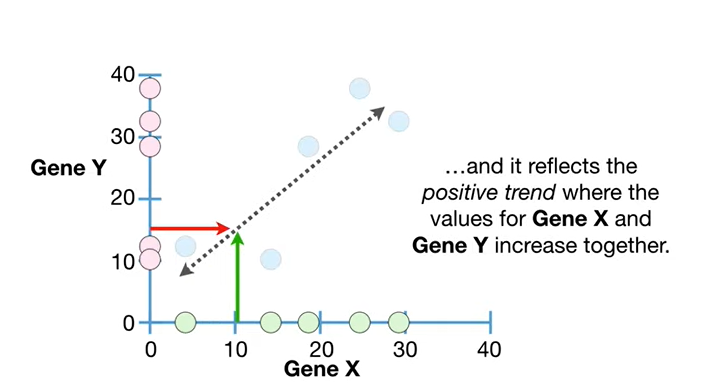 40
30
Gene Y
20
10
0
0 10 20 30 40
Gene X
…and it reflects the
positive trend where the
values for Gene X and
Gene Y increase together.